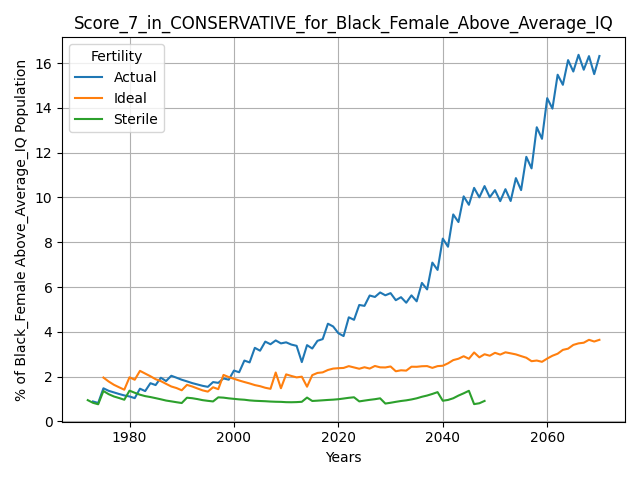 Score_7_in_CONSERVATIVE_for_Black_Female_Above_Average_IQ
% of Black_Female Above_Average_IQ Population
Fertility
Actual
Ideal
Sterile
16
14
12
10
8
6
4
2
0
1980 2000 2020 2040 2060
Years